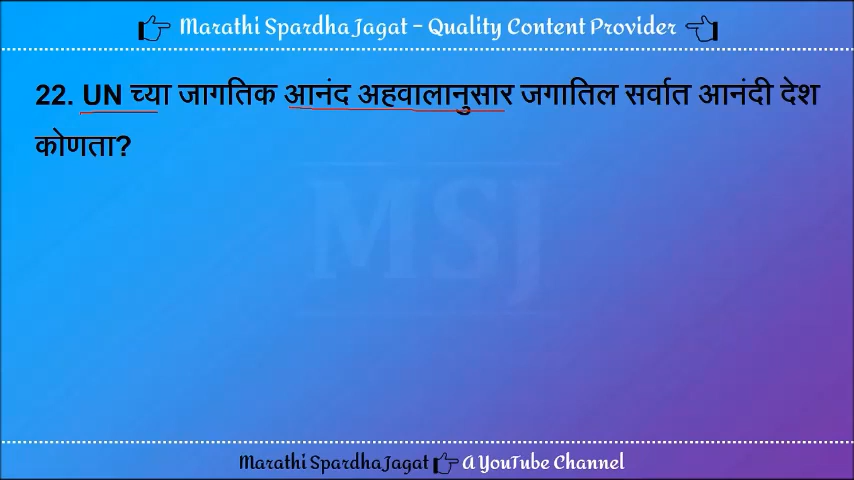 Marathi Spardha Jagat - Quality Content Provider
22. UN च्या जागतिक आनंद अहवालानुसार जगातिल सर्वात आनंदी देश
कोणता?
MSJ
Marathi Spardha Jagat A YouTube Channel